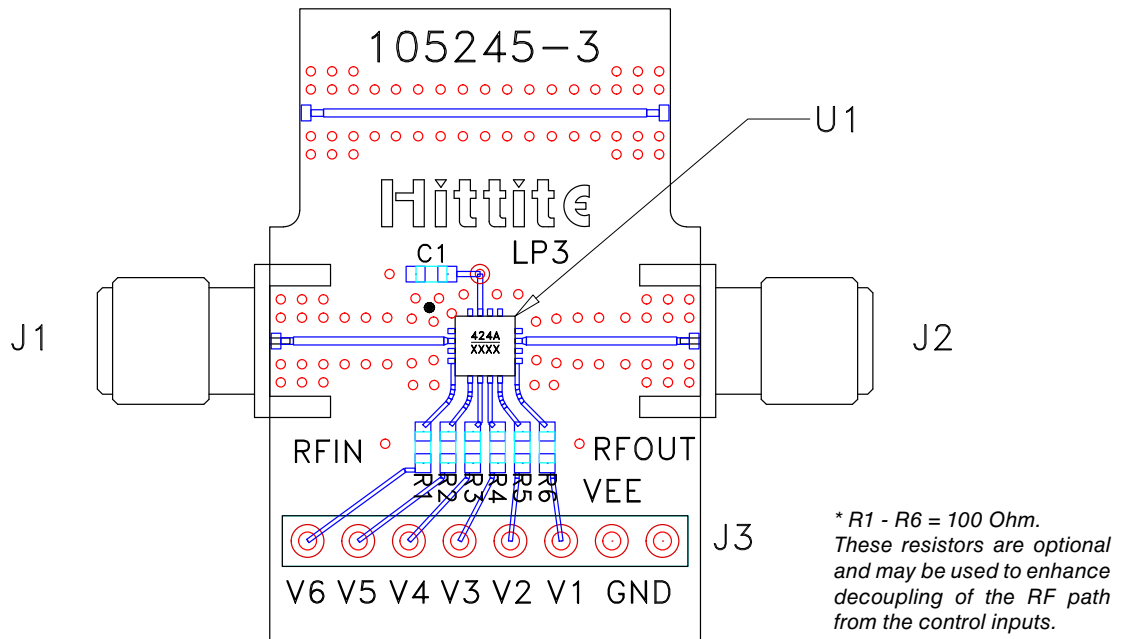 105245-3
U1
Hittite
C1 LP3
424A
XXXX
J1
J2
RFIN
RFOUT
R1 R2 R3 R4 R5 R6
VEE
J3
V6 V5 V4 V3 V2 V1 GND
* R1 - R6 = 100 Ohm.
These resistors are optional
and may be used to enhance
decoupling of the RF path
from the control inputs.